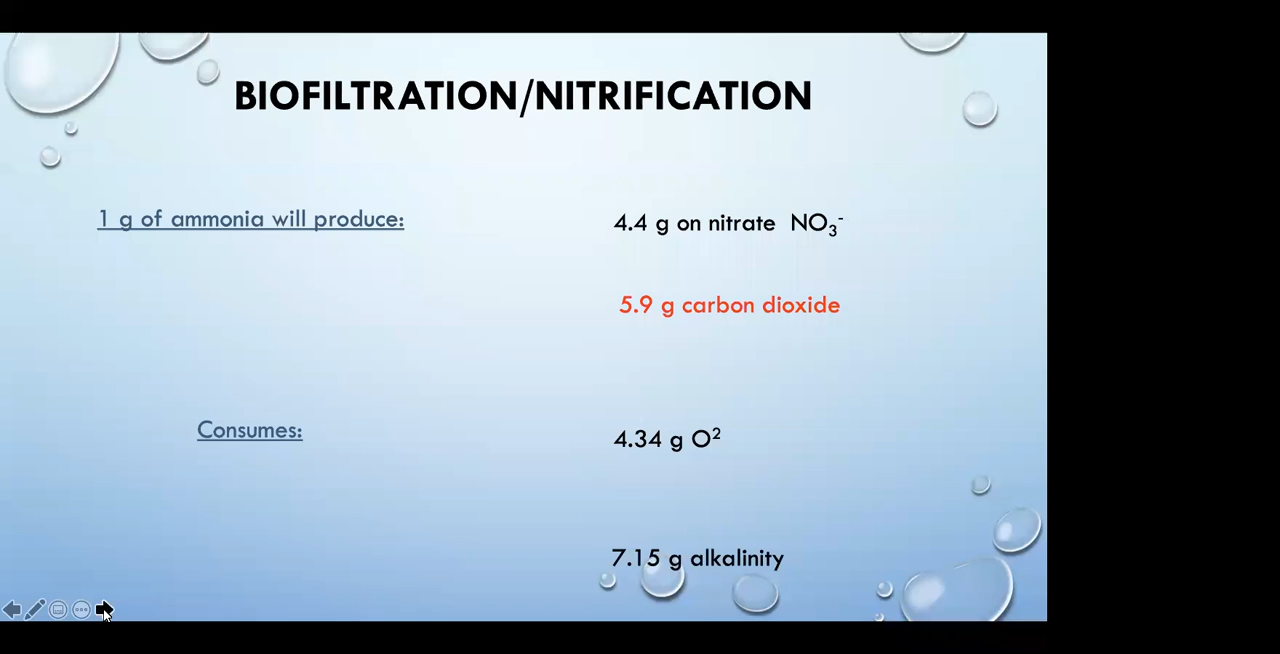 BIOFILTRATION/NITRIFICATION
1 g of ammonia will produce:
4.4 g on nitrate NO₃⁻
5.9 g carbon dioxide
Consumes:
4.34 g O²
7.15 g alkalinity